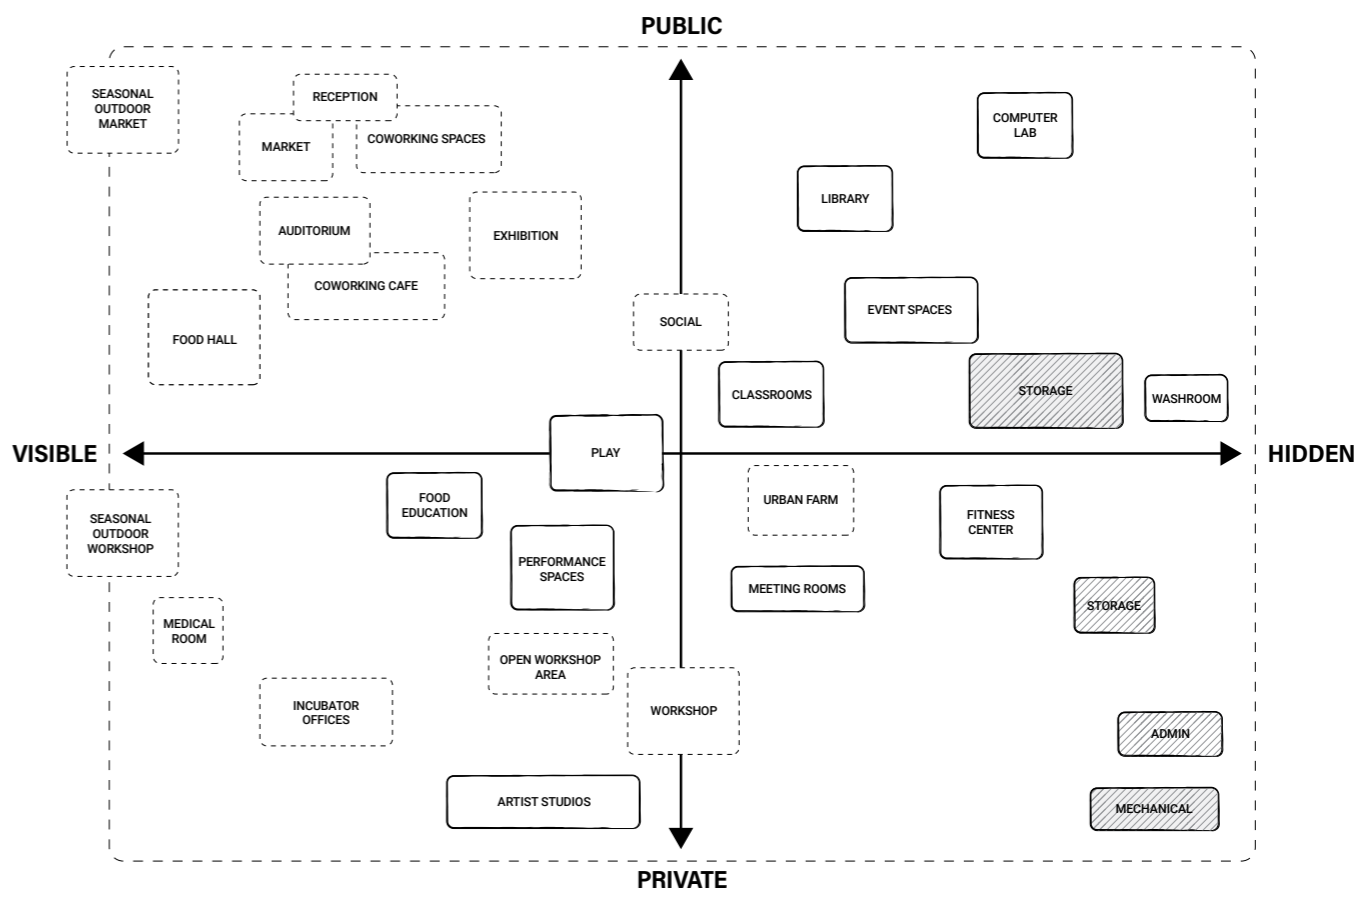 PUBLIC
SEASONAL
OUTDOOR
MARKET
RECEPTION
MARKET
COWORKING SPACES
COMPUTER
LAB
LIBRARY
AUDITORIUM
EXHIBITION
COWORKING CAFE
FOOD HALL
SOCIAL
EVENT SPACES
CLASSROOMS
STORAGE
WASHROOM
VISIBLE
PLAY
HIDDEN
SEASONAL
OUTDOOR
WORKSHOP
FOOD
EDUCATION
PERFORMANCE
SPACES
URBAN FARM
FITNESS
CENTER
MEETING ROOMS
STORAGE
MEDICAL
ROOM
OPEN WORKSHOP
AREA
INCUBATOR
OFFICES
WORKSHOP
ADMIN
ARTIST STUDIOS
MECHANICAL
PRIVATE